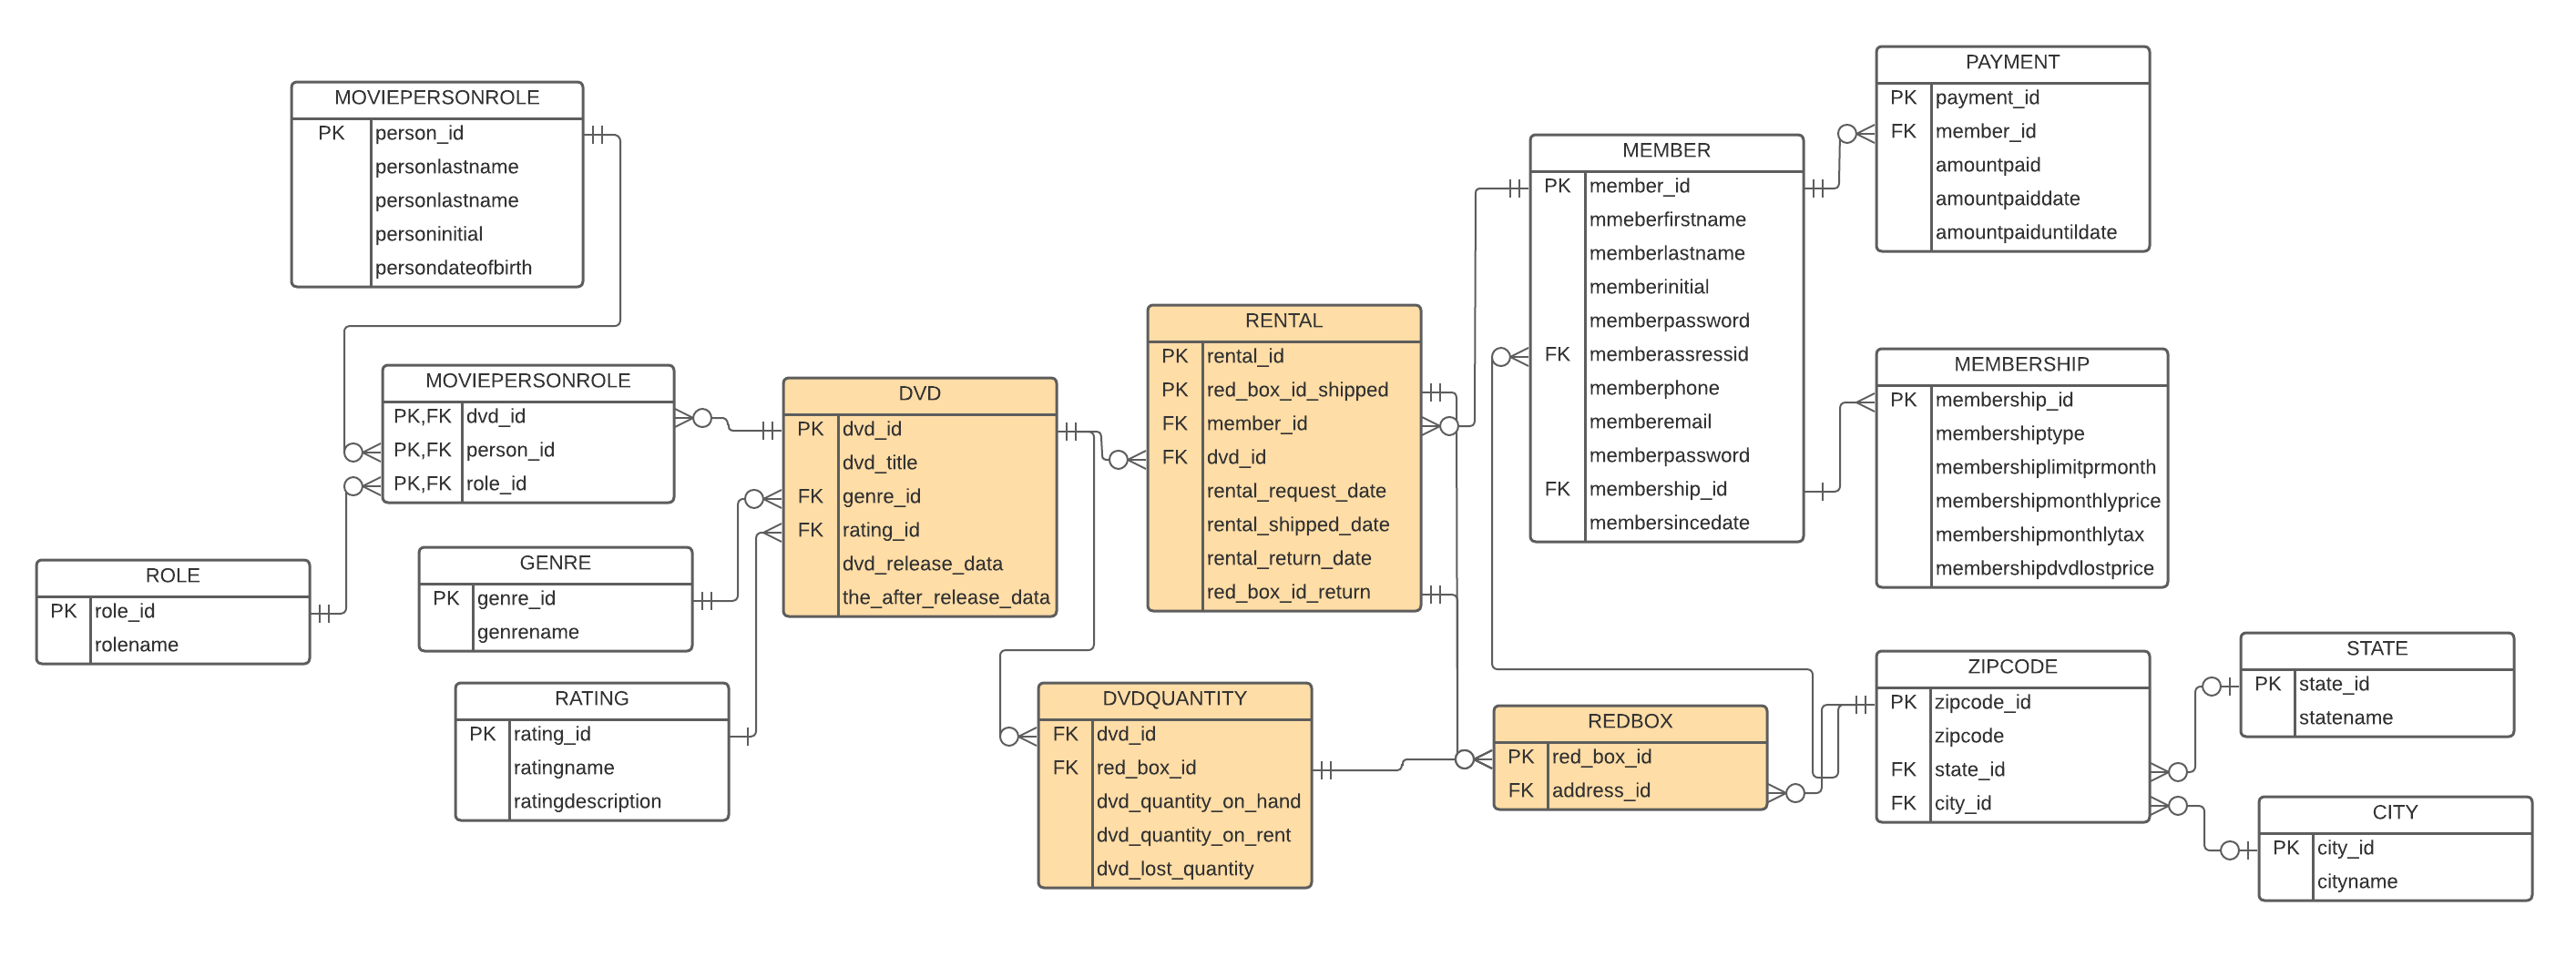 MOVIEPERSONROLE
PK person_id
personlastname
personlastname
personinitial
persondateofbirth
MOVIEPERSONROLE
PK,FK dvd_id
PK,FK person_id
PK,FK role_id
ROLE
PK role_id
rolename
GENRE
PK genre_id
genrename
RATING
PK rating_id
ratingname
ratingdescription
DVD
PK dvd_id
dvd_title
FK genre_id
FK rating_id
dvd_release_data
the_after_release_data
RENTAL
PK rental_id
PK red_box_id_shipped
FK member_id
FK dvd_id
rental_request_date
rental_shipped_date
rental_return_date
red_box_id_return
DVDQUANTITY
FK dvd_id
FK red_box_id
dvd_quantity_on_hand
dvd_quantity_on_rent
dvd_lost_quantity
MEMBER
PK member_id
mmeberfirstname
memberlastname
memberinitial
memberpassword
FK memberassressid
memberphone
memberemail
memberpassword
FK membership_id
membersincedate
REDBOX
PK red_box_id
FK address_id
PAYMENT
PK payment_id
FK member_id
amountpaid
amountpaiddate
amountpaiduntildate
MEMBERSHIP
PK membership_id
membershiptype
membershiplimitprmonth
membershipmonthlyprice
membershipmonthlytax
membershipdvdlostprice
ZIPCODE
PK zipcode_id
zipcode
FK state_id
FK city_id
STATE
PK state_id
statename
CITY
PK city_id
cityname